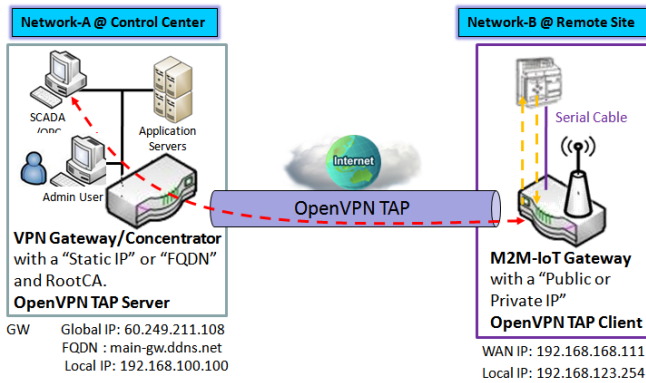 Network-A @ Control Center
Network-B @ Remote Site
SCADA
/OPC
Application
Servers
Admin User
Serial Cable
Internet
OpenVPN TAP
VPN Gateway/Concentrator
with a “Static IP” or “FQDN”
and RootCA.
OpenVPN TAP Server
M2M-IoT Gateway
with a “Public or
Private IP”
OpenVPN TAP Client
GW Global IP: 60.249.211.108
FQDN : main-gw.ddns.net
Local IP: 192.168.100.100
WAN IP: 192.168.168.111
Local IP: 192.168.123.254